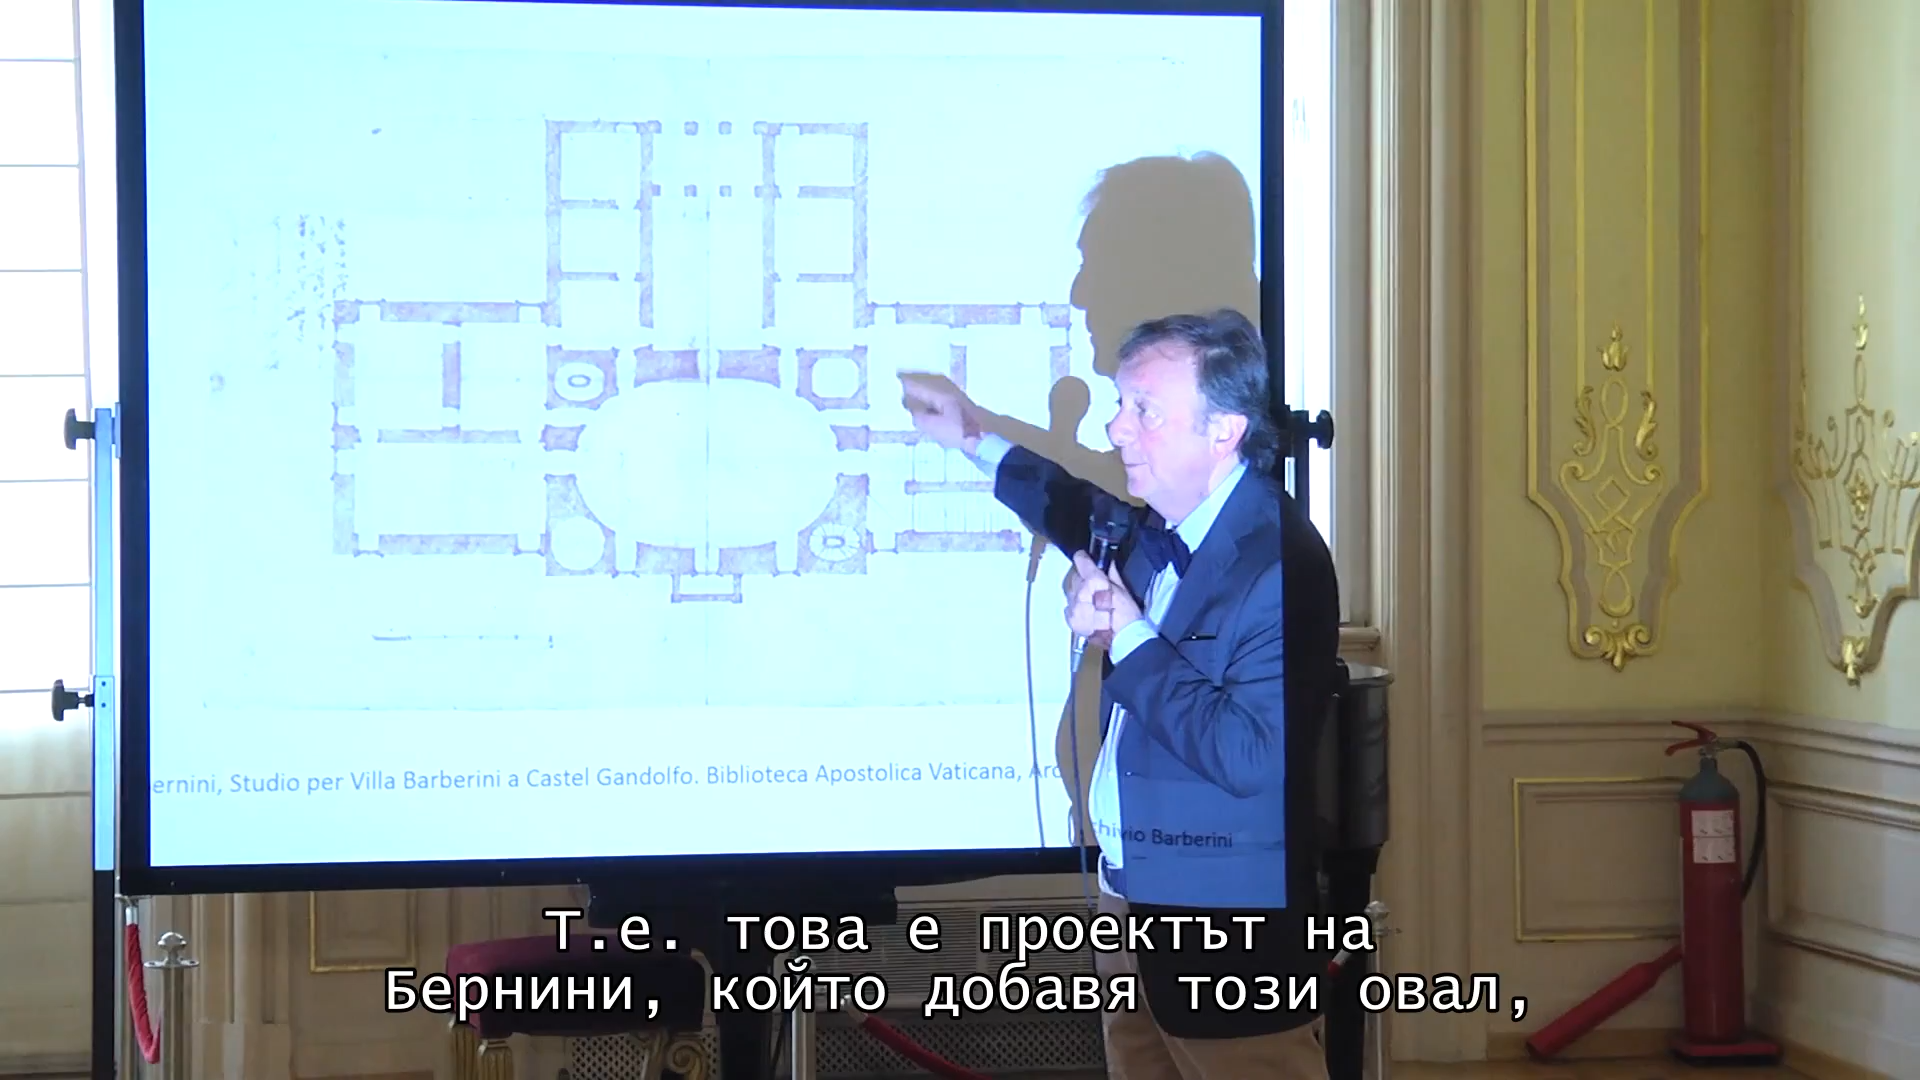 ernini, Studio per Villa Barberini a Castel Gandolfo. Biblioteca Apostolica Vaticana, Arc
chivio Barberini
Т.е. това е проектът на
Бернини, който добавя този овал,